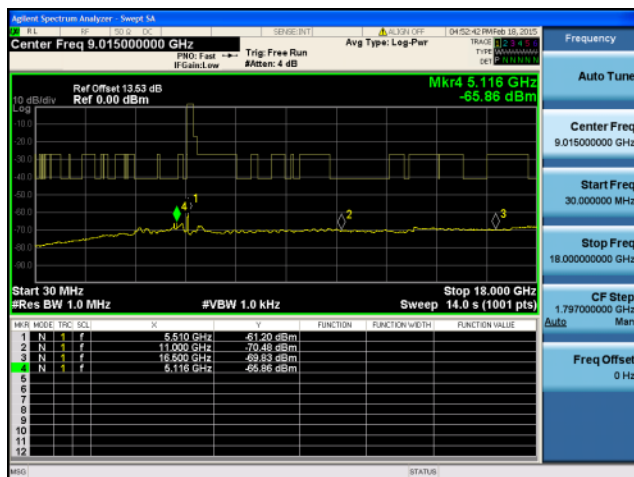 Agilent Spectrum Analyzer - Swept SA
RL RF 50 Ω DC SENSE:INT ALIGN OFF 04:52:42 PM Feb 18, 2015
Center Freq 9.015000000 GHz
PNO: Fast
IFGain:Low
Trig: Free Run
#Atten: 4 dB
Avg Type: Log-Pwr
TRACE 1 2 3 4 5 6
TYPE
DET P N N N N N
Ref Offset 13.53 dB
Ref 0.00 dBm
10 dB/div
Log
Mkr4 5.116 GHz
-65.86 dBm
-10.0
-20.0
-30.0
-40.0
-50.0
-60.0
-70.0
-80.0
-90.0
4 1 2 3
Start 30 MHz Stop 18.000 GHz
#Res BW 1.0 MHz #VBW 1.0 kHz Sweep 14.0 s (1001 pts)
MKR MODE TRC SCL X Y FUNCTION FUNCTION WIDTH FUNCTION VALUE
1 N 1 f 5.510 GHz -61.20 dBm
2 N 1 f 11.000 GHz -70.48 dBm
3 N 1 f 16.500 GHz -69.83 dBm
4 N 1 f 5.116 GHz -65.86 dBm
5
6
7
8
9
10
11
12
MSG STATUS
Frequency
Auto Tune
Center Freq
9.015000000 GHz
Start Freq
30.000000 MHz
Stop Freq
18.000000000 GHz
CF Step
1.797000000 GHz
Auto Man
Freq Offset
0 Hz